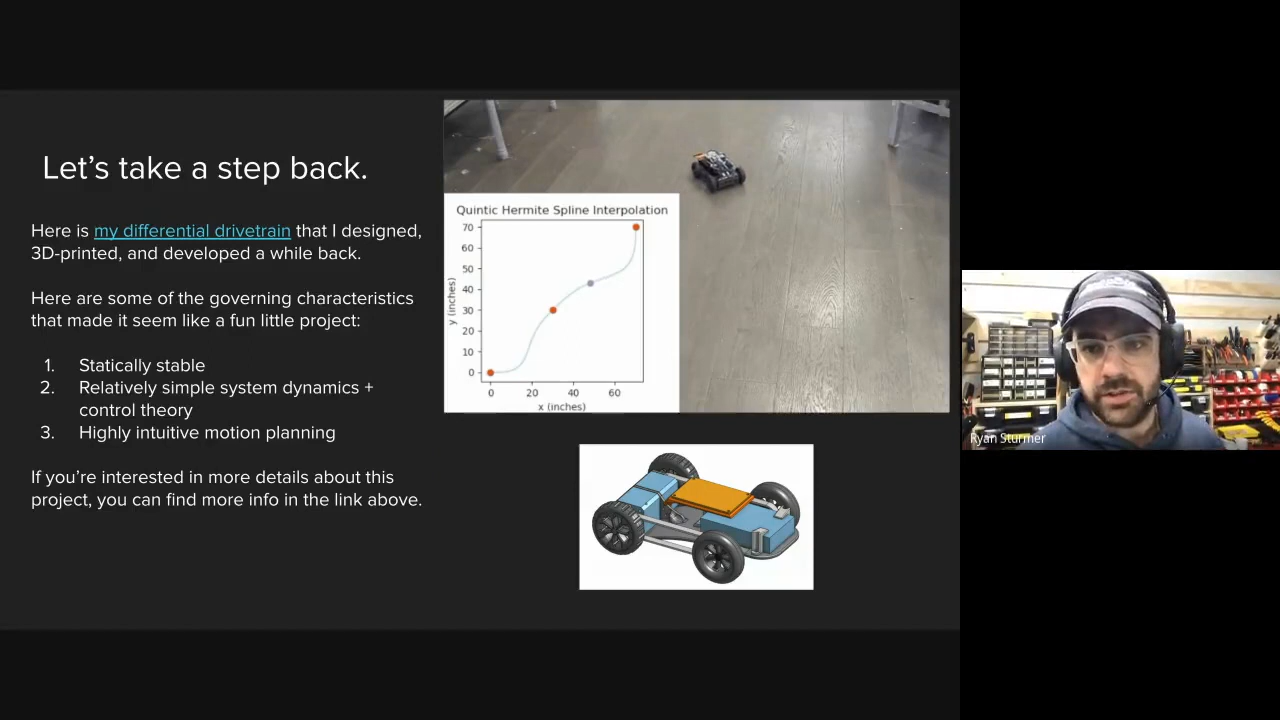 Let's take a step back.
Here is my differential drivetrain that I designed,
3D-printed, and developed a while back.
Here are some of the governing characteristics
that made it seem like a fun little project:
1. Statically stable
2. Relatively simple system dynamics +
control theory
3. Highly intuitive motion planning
If you're interested in more details about this
project, you can find more info in the link above.
Quintic Hermite Spline Interpolation
y (inches)
70
60
50
40
30
20
10
0
0 20 40 60
x (inches)
Ryan Sturmer